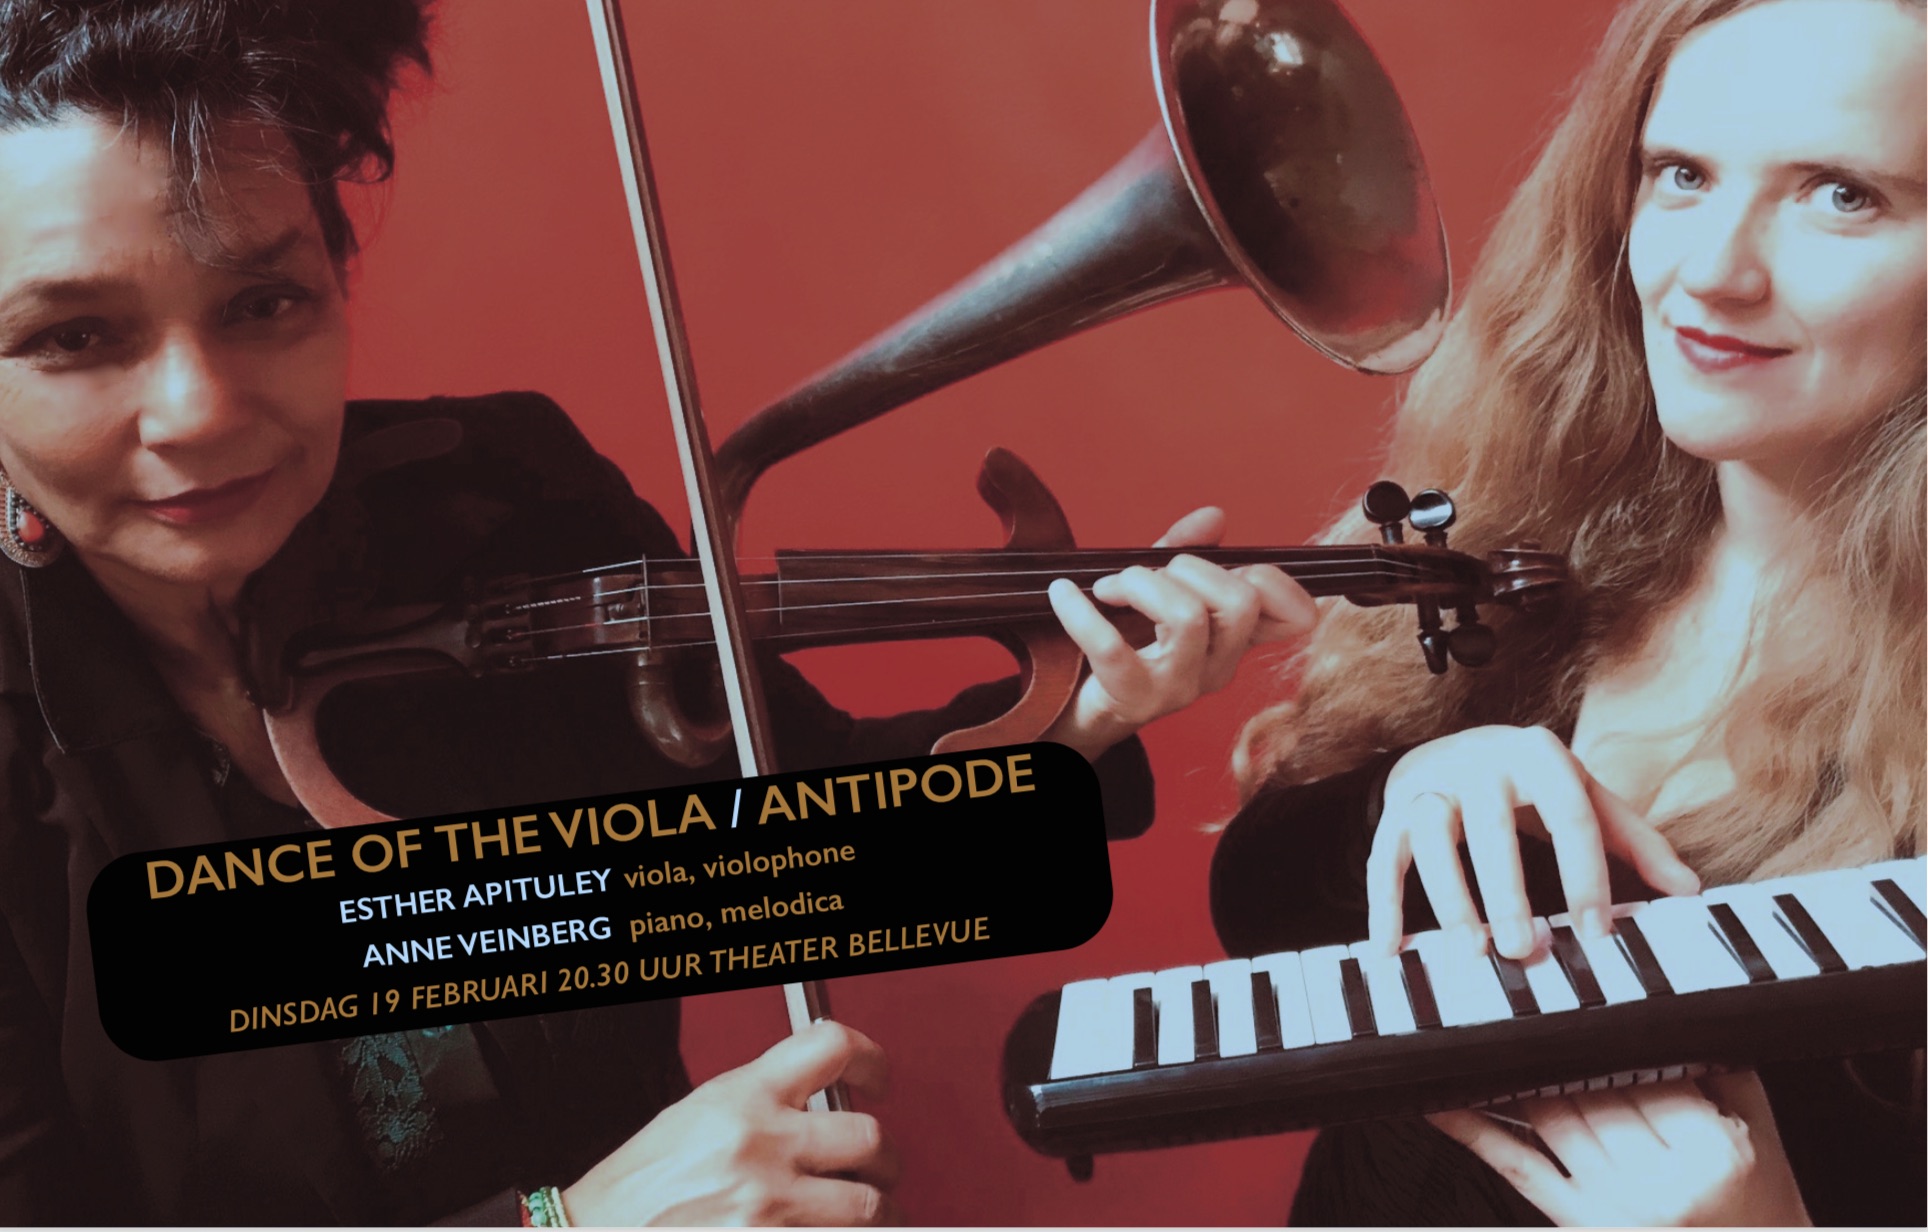 DANCE OF THE VIOLA / ANTIPODE
ESTHER APITULEY viola, violophone
ANNE VEINBERG piano, melodica
DINSDAG 19 FEBRUARI 20.30 UUR THEATER BELLEVUE